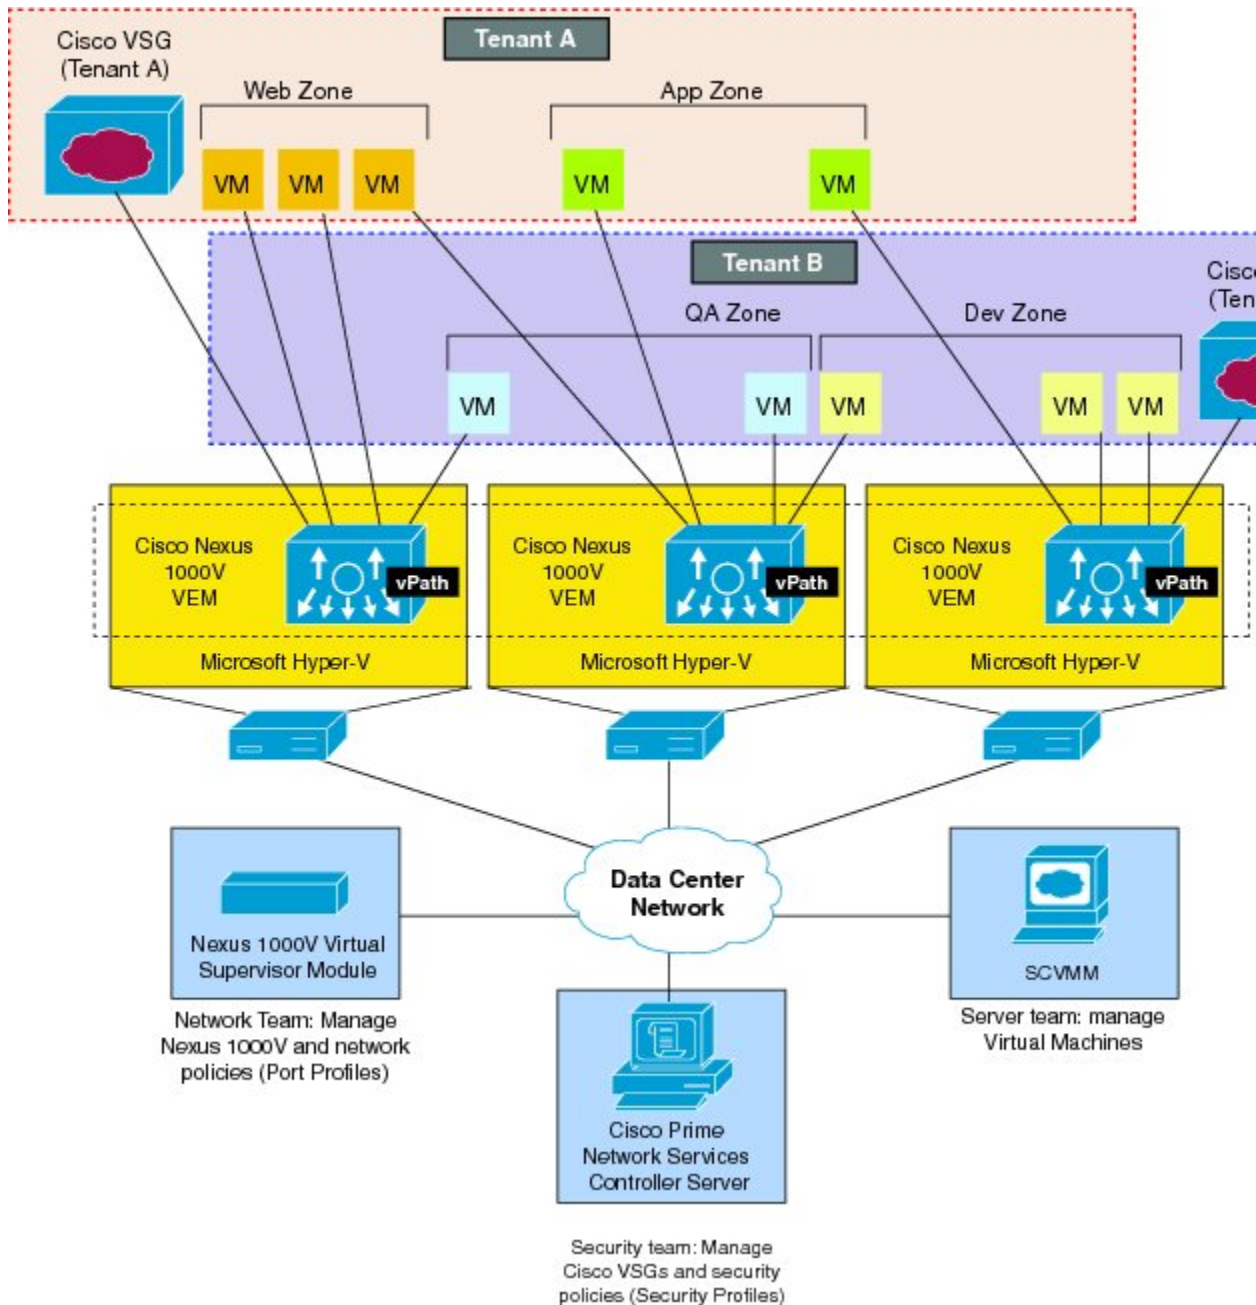 Tenant A
Cisco VSG
(Tenant A)
Web Zone
App Zone
VM
VM
VM
VM
VM
Tenant B
QA Zone
Dev Zone
VM
VM
VM
VM
VM
Cisco Nexus
1000V
VEM
vPath
Microsoft Hyper-V
Cisco Nexus
1000V
VEM
vPath
Microsoft Hyper-V
Cisco Nexus
1000V
VEM
vPath
Microsoft Hyper-V
Data Center
Network
Nexus 1000V Virtual
Supervisor Module
Network Team: Manage
Nexus 1000V and network
policies (Port Profiles)
SCVMM
Server team: manage
Virtual Machines
Cisco Prime
Network Services
Controller Server
Security team: Manage
Cisco VSGs and security
policies (Security Profiles)